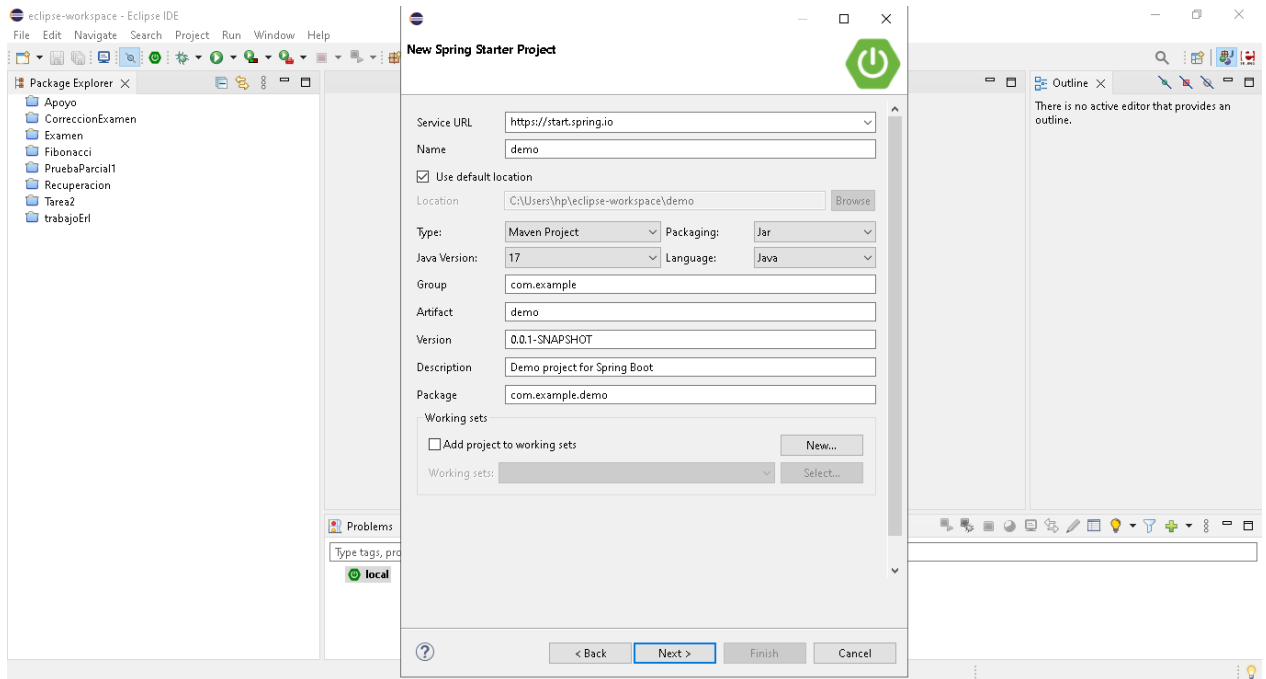 eclipse-workspace - Eclipse IDE
File Edit Navigate Search Project Run Window Help
Package Explorer
Apoyo
CorreccionExamen
Examen
Fibonacci
PruebaParcial1
Recuperacion
Tarea2
trabajoErl
New Spring Starter Project
Service URL https://start.spring.io
Name demo
Use default location
Location C:\Users\hp\eclipse-workspace\demo Browse
Type: Maven Project Packaging: Jar
Java Version: 17 Language: Java
Group com.example
Artifact demo
Version 0.0.1-SNAPSHOT
Description Demo project for Spring Boot
Package com.example.demo
Working sets
Add project to working sets New...
Working sets: Select...
? < Back Next > Finish Cancel
Outline
There is no active editor that provides an
outline.
Problems
Type tags, pro
local